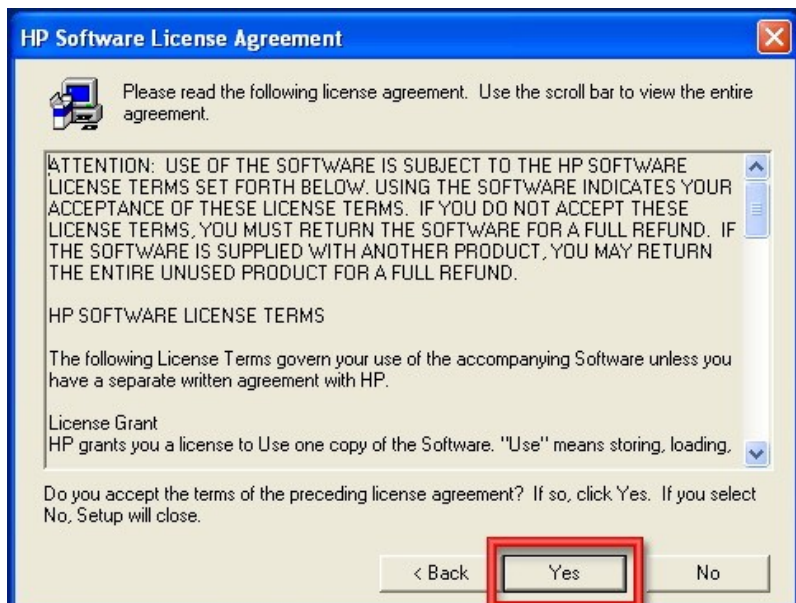 HP Software License Agreement
Please read the following license agreement. Use the scroll bar to view the entire
agreement.
ATTENTION: USE OF THE SOFTWARE IS SUBJECT TO THE HP SOFTWARE
LICENSE TERMS SET FORTH BELOW. USING THE SOFTWARE INDICATES YOUR
ACCEPTANCE OF THESE LICENSE TERMS. IF YOU DO NOT ACCEPT THESE
LICENSE TERMS, YOU MUST RETURN THE SOFTWARE FOR A FULL REFUND. IF
THE SOFTWARE IS SUPPLIED WITH ANOTHER PRODUCT, YOU MAY RETURN
THE ENTIRE UNUSED PRODUCT FOR A FULL REFUND.
HP SOFTWARE LICENSE TERMS
The following License Terms govern your use of the accompanying Software unless you
have a separate written agreement with HP.
License Grant
HP grants you a license to Use one copy of the Software. "Use" means storing, loading,
Do you accept the terms of the preceding license agreement? If so, click Yes. If you select
No, Setup will close.
< Back Yes No